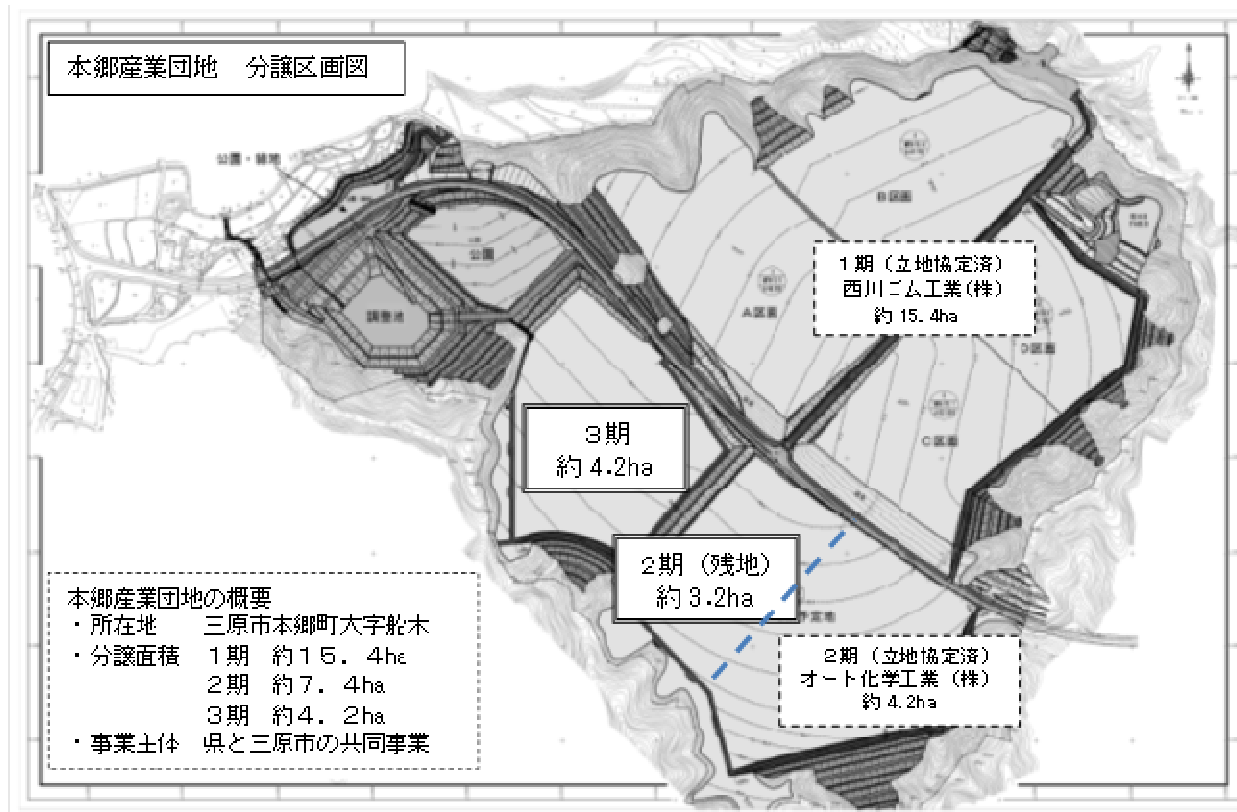 本郷産業団地 分譲区画図
公園・緑地
公園
調整池
B区画
A区画
1期(立地協定済)
西川ゴム工業(株)
約15.4ha
D区画
C区画
3期
約4.2ha
2期(残地)
約3.2ha
予定地
2期(立地協定済)
オート化学工業(株)
約4.2ha
本郷産業団地の概要
・所在地 三原市本郷町大字船木
・分譲面積 1期 約15.4ha
2期 約7.4ha
3期 約4.2ha
・事業主体 県と三原市の共同事業